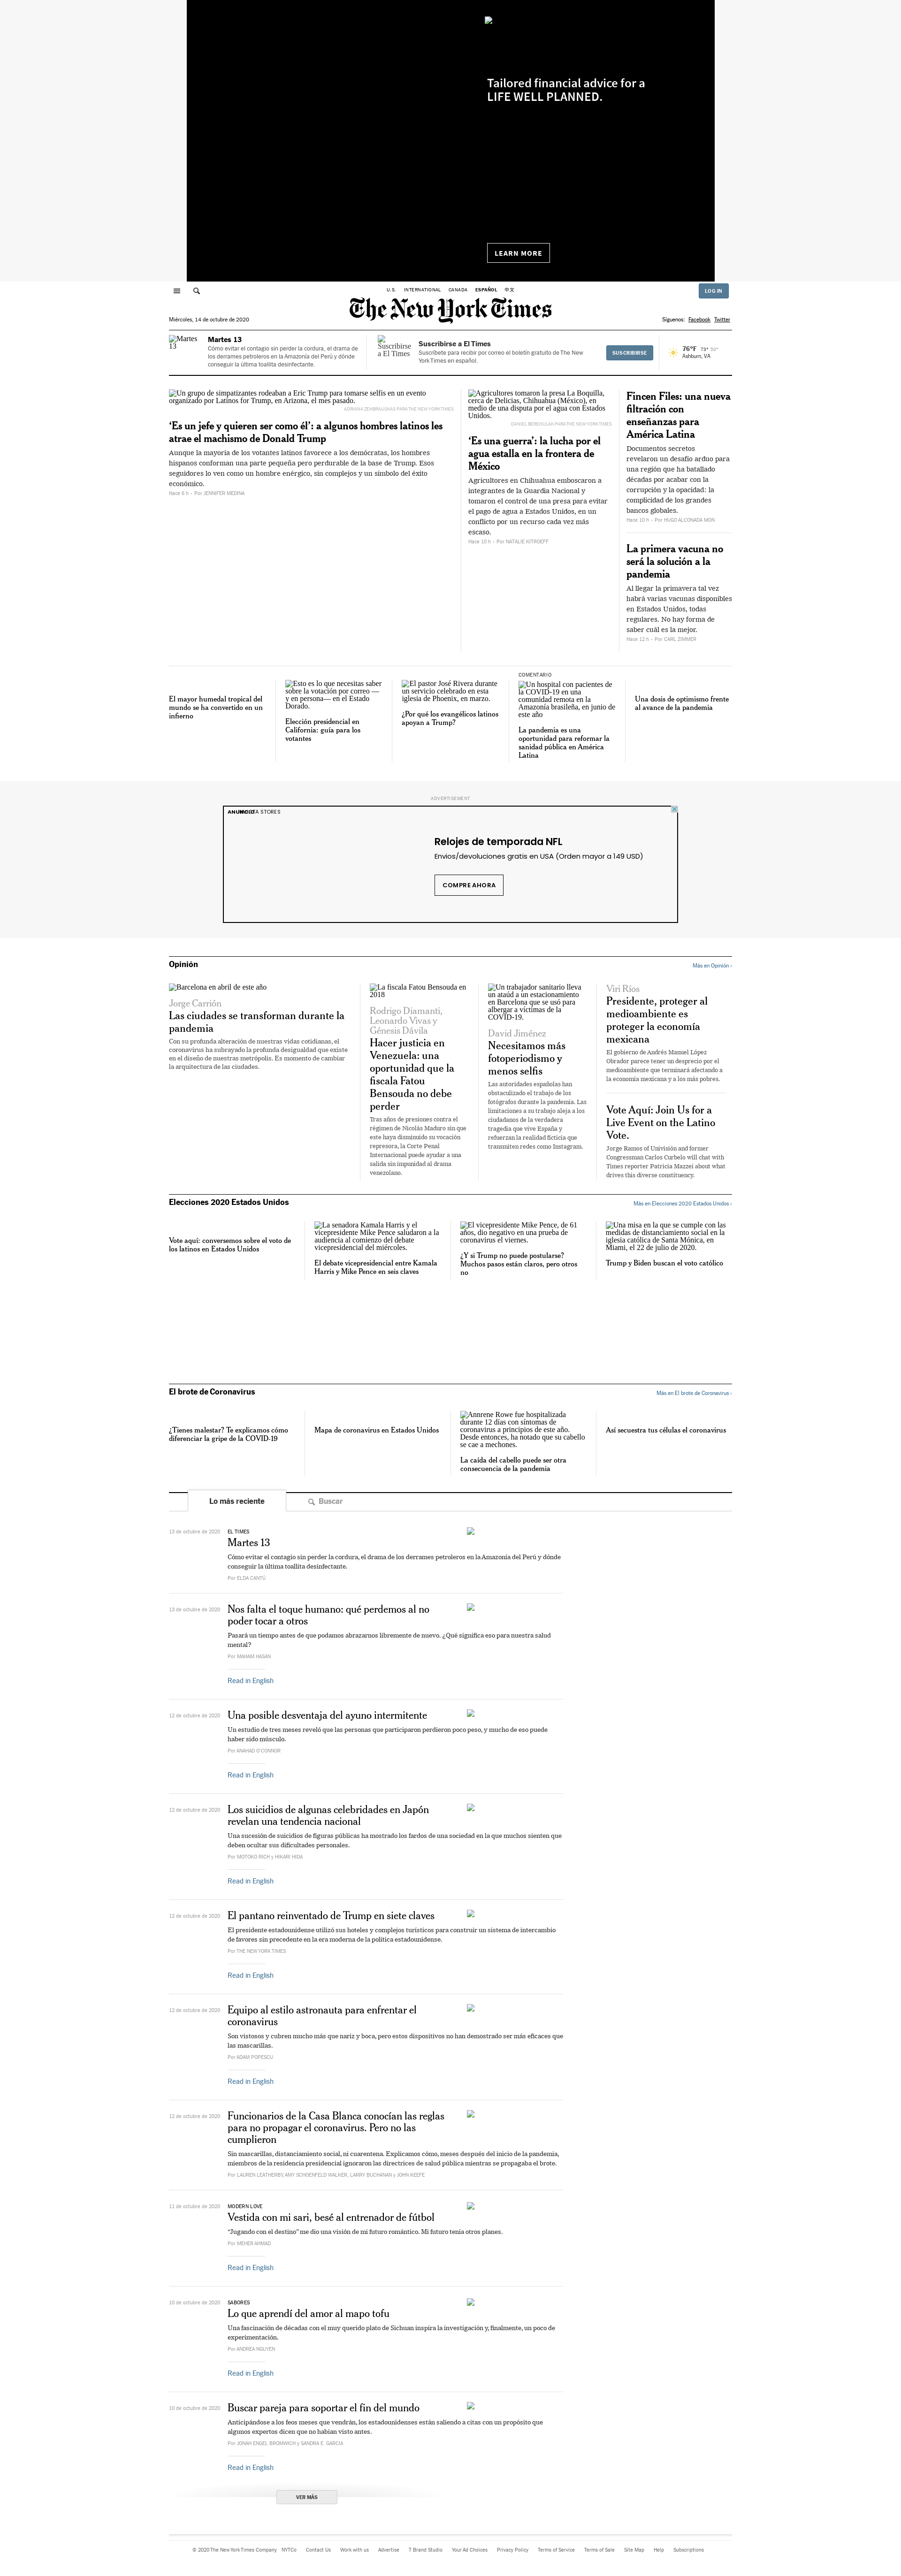 Tailored financial advice for a
LIFE WELL PLANNED.
LEARN MORE
U.S. INTERNATIONAL CANADA ESPAÑOL 中文
LOG IN
The New York Times
Miércoles, 14 de octubre de 2020
Síguenos: Facebook Twitter
Martes 13
Martes 13
Cómo evitar el contagio sin perder la cordura, el drama de
los derrames petroleros en la Amazonía del Perú y dónde
conseguir la última toallita desinfectante.
Suscribirse a El Times
Suscribirse a El Times
Suscríbete para recibir por correo el boletín gratuito de The New
York Times en español.
SUSCRIBIRSE
76°F 79° 50°
Ashburn, VA
Un grupo de simpatizantes rodeaban a Eric Trump para tomarse selfis en un evento
organizado por Latinos for Trump, en Arizona, el mes pasado.
ADRIANA ZEHBRAUSKAS PARA THE NEW YORK TIMES
‘Es un jefe y quieren ser como él’: a algunos hombres latinos les
atrae el machismo de Donald Trump
Aunque la mayoría de los votantes latinos favorece a los demócratas, los hombres
hispanos conforman una parte pequeña pero perdurable de la base de Trump. Esos
seguidores lo ven como un hombre enérgico, sin complejos y un símbolo del éxito
económico.
Hace 6 h • Por JENNIFER MEDINA
Agricultores tomaron la presa La Boquilla,
cerca de Delicias, Chihuahua (México), en
medio de una disputa por el agua con Estados
Unidos.
DANIEL BEREHULAK PARA THE NEW YORK TIMES
‘Es una guerra’: la lucha por el
agua estalla en la frontera de
México
Agricultores en Chihuahua emboscaron a
integrantes de la Guardia Nacional y
tomaron el control de una presa para evitar
el pago de agua a Estados Unidos, en un
conflicto por un recurso cada vez más
escaso.
Hace 10 h • Por NATALIE KITROEFF
Fincen Files: una nueva
filtración con
enseñanzas para
América Latina
Documentos secretos
revelaron un desafío arduo para
una región que ha batallado
décadas por acabar con la
corrupción y la opacidad: la
complicidad de los grandes
bancos globales.
Hace 10 h • Por HUGO ALCONADA MON
La primera vacuna no
será la solución a la
pandemia
Al llegar la primavera tal vez
habrá varias vacunas disponibles
en Estados Unidos, todas
regulares. No hay forma de
saber cuál es la mejor.
Hace 12 h • Por CARL ZIMMER
El mayor humedal tropical del
mundo se ha convertido en un
infierno
Esto es lo que necesitas saber
sobre la votación por correo —
y en persona— en el Estado
Dorado.
Elección presidencial en
California: guía para los
votantes
El pastor José Rivera durante
un servicio celebrado en esta
iglesia de Phoenix, en marzo.
¿Por qué los evangélicos latinos
apoyan a Trump?
COMENTARIO
Un hospital con pacientes de
la COVID-19 en una
comunidad remota en la
Amazonía brasileña, en junio de
este año
La pandemia es una
oportunidad para reformar la
sanidad pública en América
Latina
Una dosis de optimismo frente
al avance de la pandemia
ADVERTISEMENT
ANUNCIO
Relojes de temporada NFL
Envios/devoluciones gratis en USA (Orden mayor a 149 USD)
COMPRE AHORA
Opinión
Más en Opinión ›
Barcelona en abril de este año
Jorge Carrión
Las ciudades se transforman durante la
pandemia
Con su profunda alteración de nuestras vidas cotidianas, el
coronavirus ha subrayado la profunda desigualdad que existe
en el diseño de nuestras metrópolis. Es momento de cambiar
la arquitectura de las ciudades.
La fiscala Fatou Bensouda en
2018
Rodrigo Diamanti,
Leonardo Vivas y
Génesis Dávila
Hacer justicia en
Venezuela: una
oportunidad que la
fiscala Fatou
Bensouda no debe
perder
Tras años de presiones contra el
régimen de Nicolás Maduro sin que
este haya disminuido su vocación
represora, la Corte Penal
Internacional puede ayudar a una
salida sin impunidad al drama
venezolano.
Un trabajador sanitario lleva
un ataúd a un estacionamiento
en Barcelona que se usó para
albergar a víctimas de la
COVID-19.
David Jiménez
Necesitamos más
fotoperiodismo y
menos selfis
Las autoridades españolas han
obstaculizado el trabajo de los
fotógrafos durante la pandemia. Las
limitaciones a su trabajo aleja a los
ciudadanos de la verdadera
tragedia que vive España y
refuerzan la realidad ficticia que
transmiten redes como Instagram.
Viri Ríos
Presidente, proteger al
medioambiente es
proteger la economía
mexicana
El gobierno de Andrés Manuel López
Obrador parece tener un desprecio por el
medioambiente que terminará afectando a
la economía mexicana y a los más pobres.
Vote Aquí: Join Us for a
Live Event on the Latino
Vote.
Jorge Ramos of Univisión and former
Congressman Carlos Curbelo will chat with
Times reporter Patricia Mazzei about what
drives this diverse constituency.
Elecciones 2020 Estados Unidos
Más en Elecciones 2020 Estados Unidos ›
Vote aquí: conversemos sobre el voto de
los latinos en Estados Unidos
La senadora Kamala Harris y el
vicepresidente Mike Pence saludaron a la
audiencia al comienzo del debate
vicepresidencial del miércoles.
El debate vicepresidencial entre Kamala
Harris y Mike Pence en seis claves
El vicepresidente Mike Pence, de 61
años, dio negativo en una prueba de
coronavirus el viernes.
¿Y si Trump no puede postularse?
Muchos pasos están claros, pero otros
no
Una misa en la que se cumple con las
medidas de distanciamiento social en la
iglesia católica de Santa Mónica, en
Miami, el 22 de julio de 2020.
Trump y Biden buscan el voto católico
El brote de Coronavirus
Más en El brote de Coronavirus ›
¿Tienes malestar? Te explicamos cómo
diferenciar la gripe de la COVID-19
Mapa de coronavirus en Estados Unidos
Annrene Rowe fue hospitalizada
durante 12 días con síntomas de
coronavirus a principios de este año.
Desde entonces, ha notado que su cabello
se cae a mechones.
La caída del cabello puede ser otra
consecuencia de la pandemia
Así secuestra tus células el coronavirus
Lo más reciente
Buscar
13 de octubre de 2020
EL TIMES
Martes 13
Cómo evitar el contagio sin perder la cordura, el drama de los derrames petroleros en la Amazonía del Perú y dónde
conseguir la última toallita desinfectante.
Por ELDA CANTÚ
13 de octubre de 2020
Nos falta el toque humano: qué perdemos al no
poder tocar a otros
Pasará un tiempo antes de que podamos abrazarnos libremente de nuevo. ¿Qué significa eso para nuestra salud
mental?
Por MAHAM HASAN
Read in English
12 de octubre de 2020
Una posible desventaja del ayuno intermitente
Un estudio de tres meses reveló que las personas que participaron perdieron poco peso, y mucho de eso puede
haber sido músculo.
Por ANAHAD O'CONNOR
Read in English
12 de octubre de 2020
Los suicidios de algunas celebridades en Japón
revelan una tendencia nacional
Una sucesión de suicidios de figuras públicas ha mostrado los fardos de una sociedad en la que muchos sienten que
deben ocultar sus dificultades personales.
Por MOTOKO RICH y HIKARI HIDA
Read in English
12 de octubre de 2020
El pantano reinventado de Trump en siete claves
El presidente estadounidense utilizó sus hoteles y complejos turísticos para construir un sistema de intercambio
de favores sin precedente en la era moderna de la política estadounidense.
Por THE NEW YORK TIMES
Read in English
12 de octubre de 2020
Equipo al estilo astronauta para enfrentar el
coronavirus
Son vistosos y cubren mucho más que nariz y boca, pero estos dispositivos no han demostrado ser más eficaces que
las mascarillas.
Por ADAM POPESCU
Read in English
12 de octubre de 2020
Funcionarios de la Casa Blanca conocían las reglas
para no propagar el coronavirus. Pero no las
cumplieron
Sin mascarillas, distanciamiento social, ni cuarentena. Explicamos cómo, meses después del inicio de la pandemia,
miembros de la residencia presidencial ignoraron las directrices de salud pública mientras se propagaba el brote.
Por LAUREN LEATHERBY, AMY SCHOENFELD WALKER, LARRY BUCHANAN y JOHN KEEFE
11 de octubre de 2020
MODERN LOVE
Vestida con mi sari, besé al entrenador de fútbol
“Jugando con el destino” me dio una visión de mi futuro romántico. Mi futuro tenía otros planes.
Por MEHER AHMAD
Read in English
10 de octubre de 2020
SABORES
Lo que aprendí del amor al mapo tofu
Una fascinación de décadas con el muy querido plato de Sichuan inspira la investigación y, finalmente, un poco de
experimentación.
Por ANDREA NGUYEN
Read in English
10 de octubre de 2020
Buscar pareja para soportar el fin del mundo
Anticipándose a los feos meses que vendrán, los estadounidenses están saliendo a citas con un propósito que
algunos expertos dicen que no habían visto antes.
Por JONAH ENGEL BROMWICH y SANDRA E. GARCIA
Read in English
VER MÁS
© 2020 The New York Times Company NYTCo Contact Us Work with us Advertise T Brand Studio Your Ad Choices Privacy Policy Terms of Service Terms of Sale Site Map Help Subscriptions